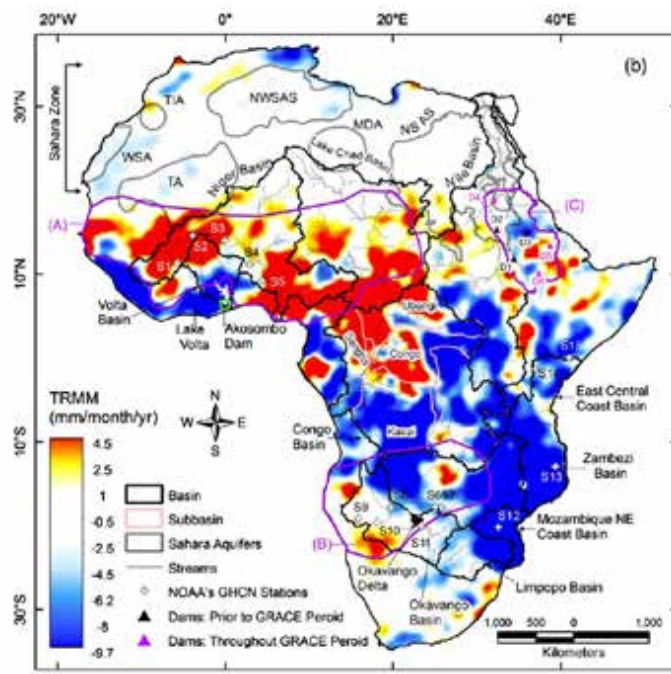 20°W 0° 20°E 40°E
(b)
30°N
10°N
10°S
30°S
Sahara Zone
TIA
NWSAS
MDA
NSAS
WSA
TA
Lake Chad Basin
Niger Basin
Nile Basin
(A)
(C)
S3
S2
S4
S1
S5
D2
D1
D3
Volta
Basin
Lake
Volta
Akosombo
Dam
Ubangi
Congo
Kasai
Congo
Basin
East Central
Coast Basin
Zambezi
Basin
S13
S12
Mozambique NE
Coast Basin
S9
S10
S11
(B)
Okavango
Delta
Okavango
Basin
Limpopo Basin
TRMM
(mm/month/yr)
4.5
2.5
1
-0.5
-2.5
-4.5
-6.2
-8
-9.7
N
W E
S
Basin
Subbasin
Sahara Aquifers
Streams
NOAA's GHCN Stations
Dams: Prior to GRACE Peroid
Dams: Throughout GRACE Peroid
1,000 500 0 1,000
Kilometers